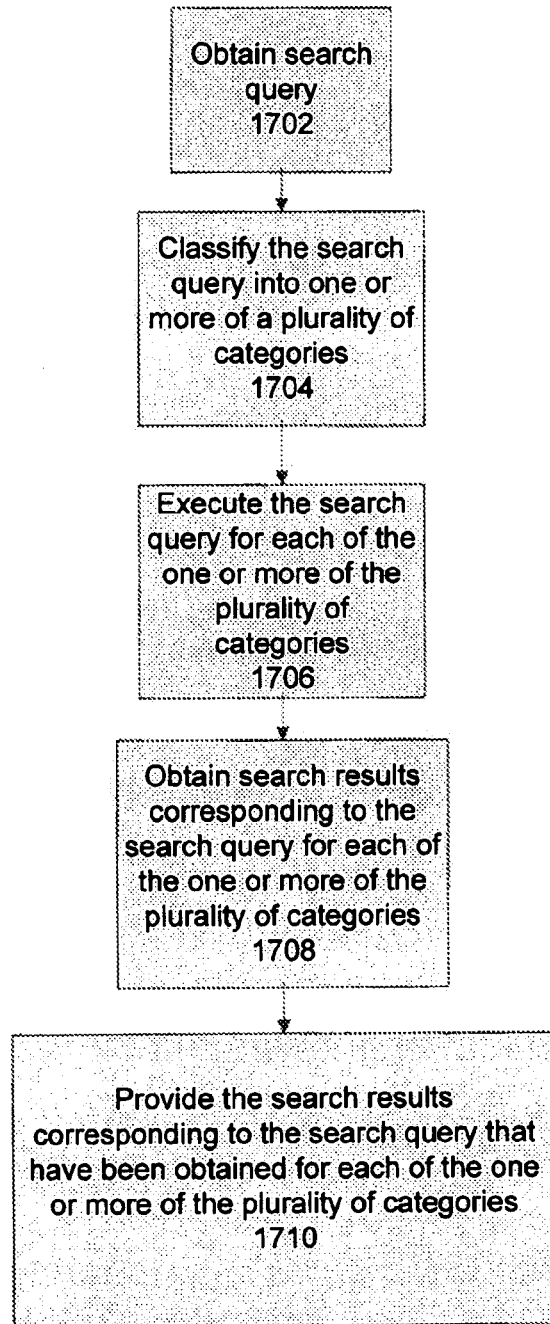 Obtain search
query
1702
Classify the search
query into one or
more of a plurality of
categories
1704
Execute the search
query for each of the
one or more of the
plurality of
categories
1706
Obtain search results
corresponding to the
search query for each of
the one or more of the
plurality of categories
1708
Provide the search results
corresponding to the search query that
have been obtained for each of the one
or more of the plurality of categories
1710